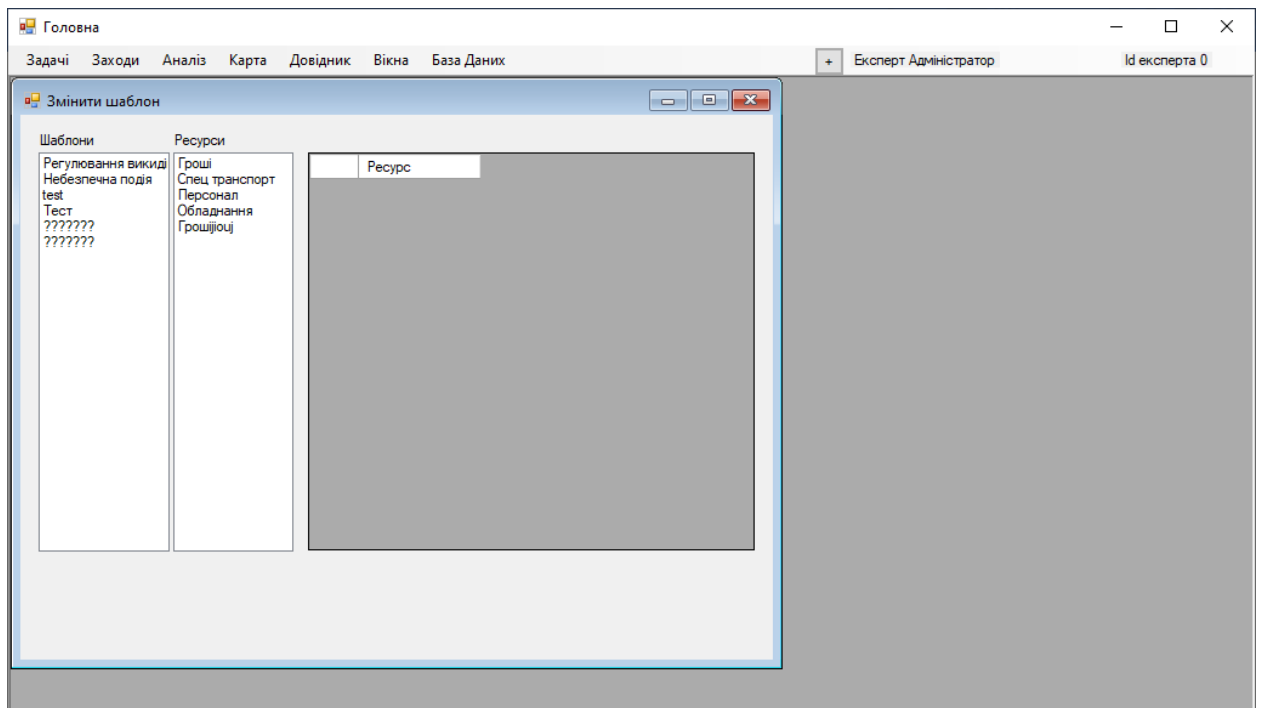 Головна
Задачі Заходи Аналіз Карта Довідник Вікна База Даних + Експерт Адміністратор Id експерта 0
Змінити шаблон
Шаблони Ресурси
Регулювання викиді Гроші Ресурс
Небезпечна подія Спец транспорт
test Персонал
Тест Обладнання
??????? Грошijiouj
???????